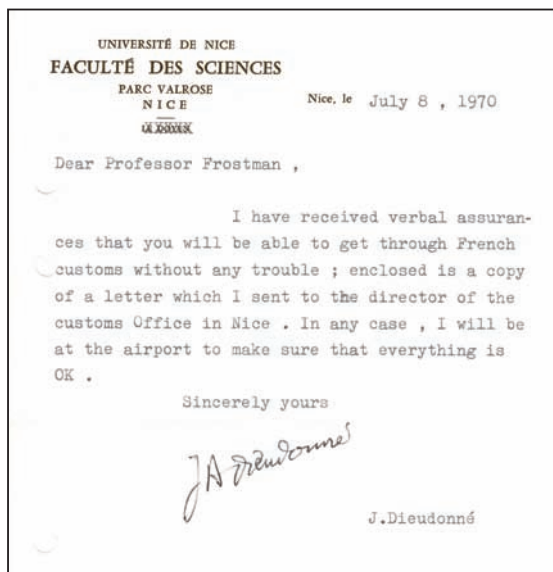 UNIVERSITÉ DE NICE
FACULTÉ DES SCIENCES
PARC VALROSE
NICE
LE DOYEN
Nice, le July 8 , 1970
Dear Professor Frostman ,
I have received verbal assuran-
ces that you will be able to get through French
customs without any trouble ; enclosed is a copy
of a letter which I sent to the director of the
customs Office in Nice . In any case , I will be
at the airport to make sure that everything is
OK .
Sincerely yours
JA Dieudonné
J.Dieudonné